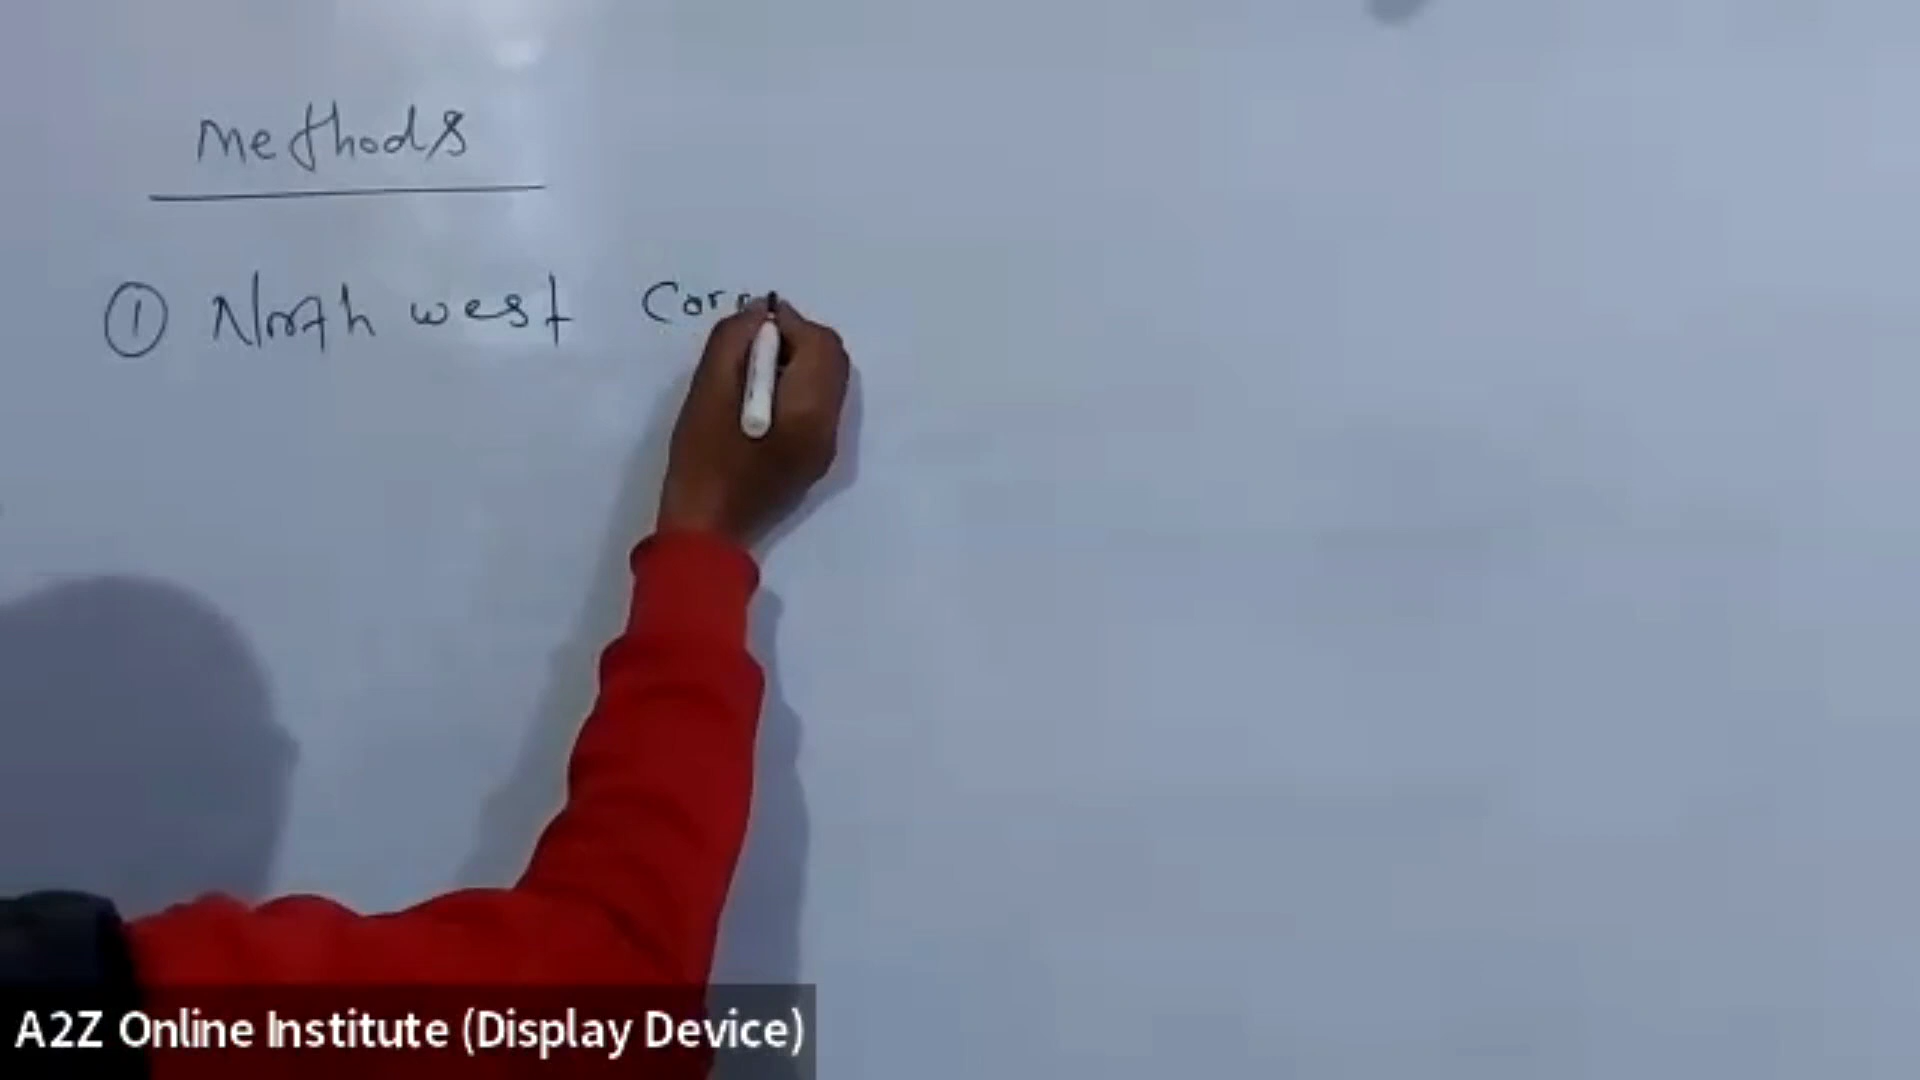 Methods
① North west Corn
A2Z Online Institute (Display Device)